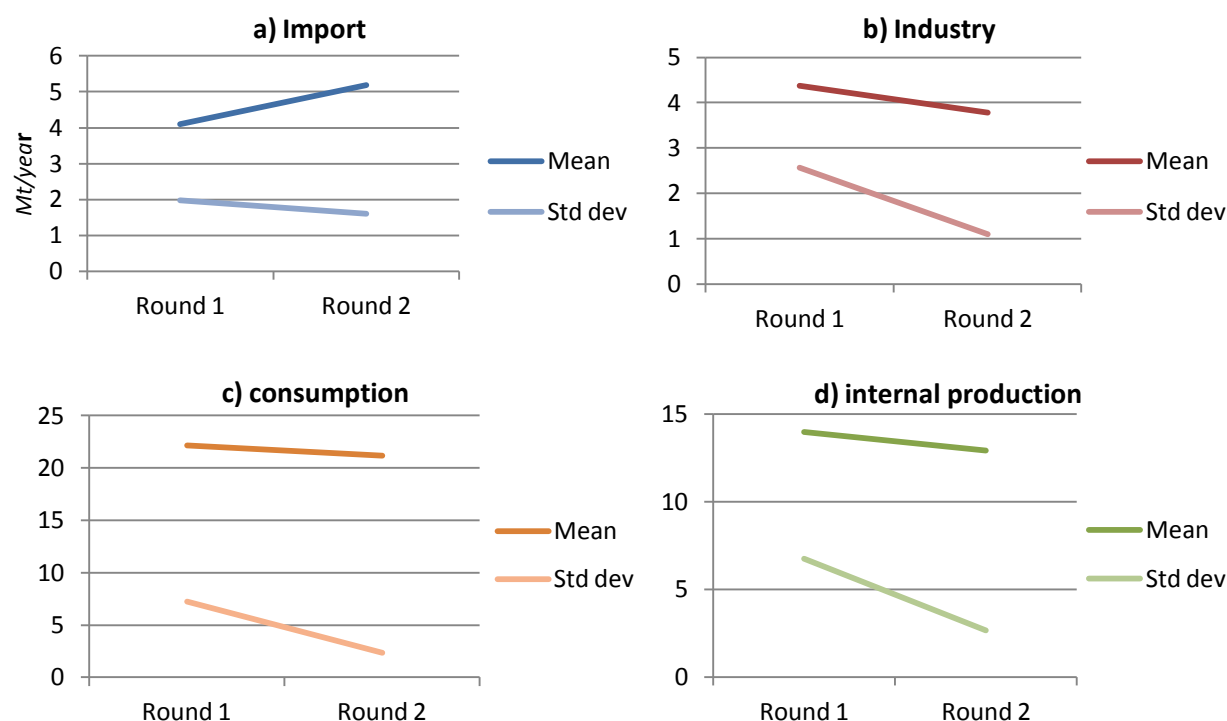 a) Import
6
5
4
3
2
1
0
Mt/year
Round 1 Round 2
Mean
Std dev
b) Industry
5
4
3
2
1
0
Round 1 Round 2
Mean
Std dev
c) consumption
25
20
15
10
5
0
Round 1 Round 2
Mean
Std dev
d) internal production
15
10
5
0
Round 1 Round 2
Mean
Std dev